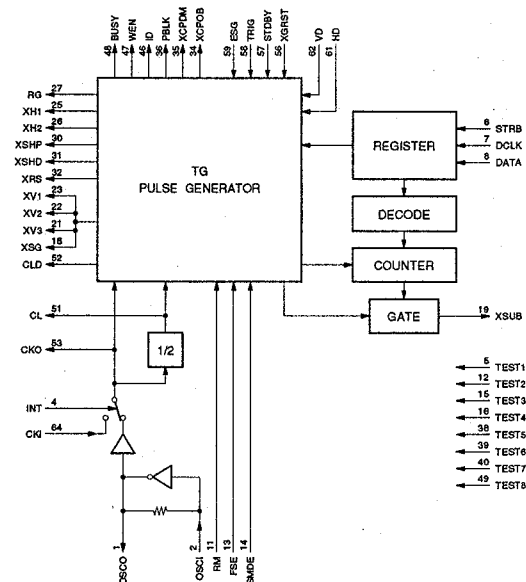 48 BUSY
47 WEN
46 ID
36 PBLK
35 XCPDM
34 XCPOB
59 ESG
58 TRIG
57 STDBY
56 XGRST
62 VD
61 HD
RG 27
XH1 25
XH2 26
XSHP 30
XSHD 31
XRS 32
XV1 23
XV2 22
XV3 21
XSG 18
CLD 52
TG
PULSE GENERATOR
REGISTER
6 STRB
7 DCLK
8 DATA
DECODE
COUNTER
GATE
19 XSUB
CL 51
CKO 53
1/2
INT 4
CKI 64
5 TEST1
12 TEST2
15 TEST3
16 TEST4
38 TEST5
39 TEST6
40 TEST7
49 TEST8
1 OSCO
2 OSCI
11 RM
13 FSE
14 SMDE